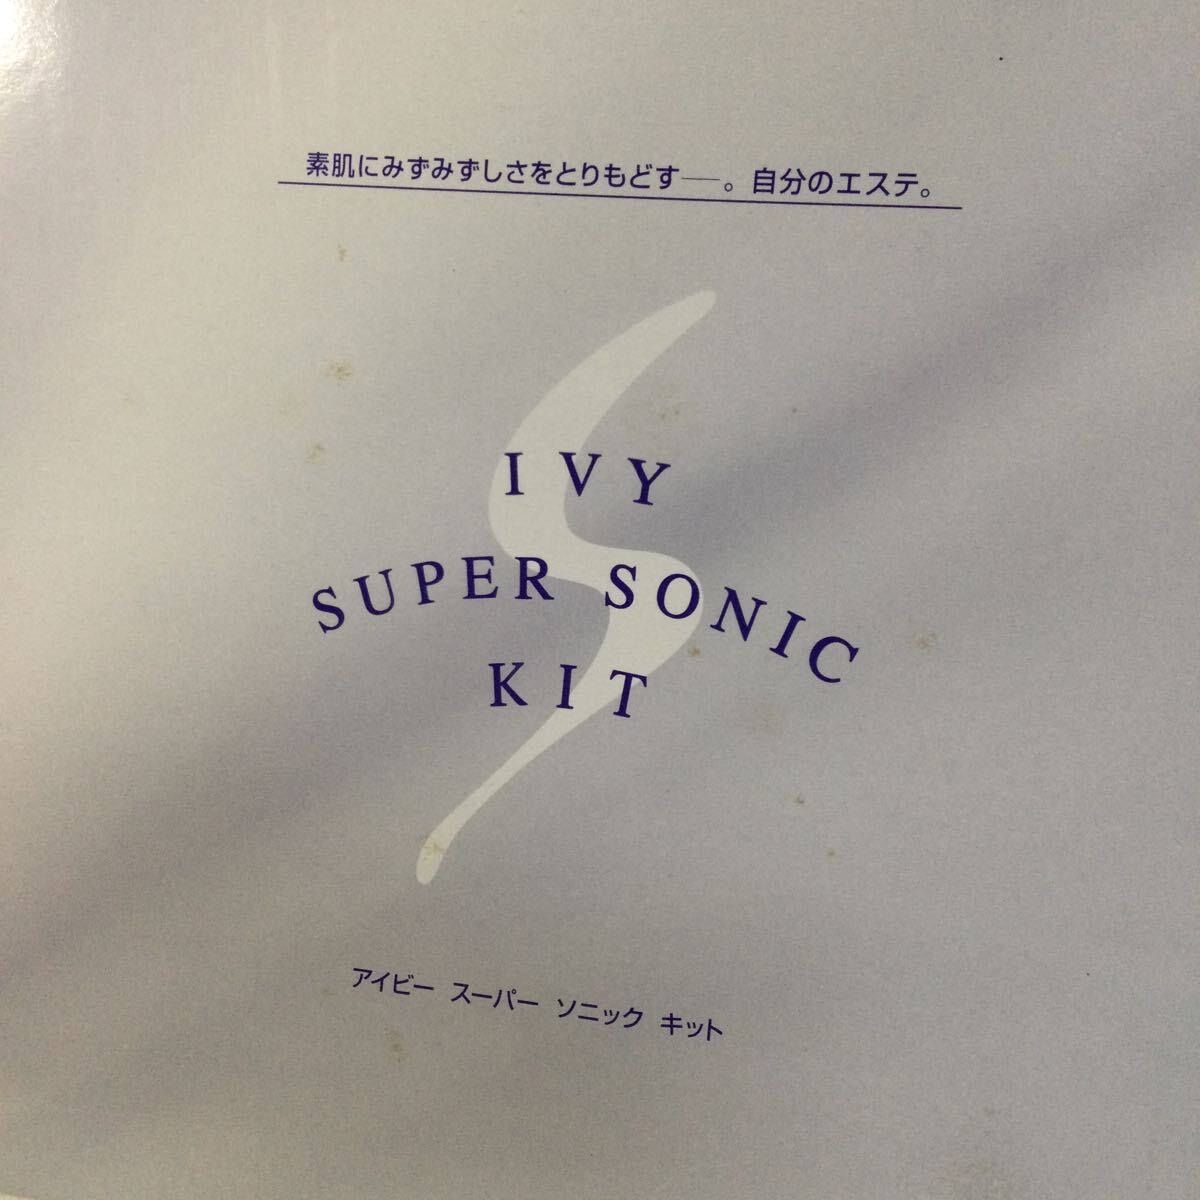 素肌にみずみずしさをとりもどす──。自分のエステ。
IVY
SUPER SONIC
KIT
アイビー スーパー ソニック キット